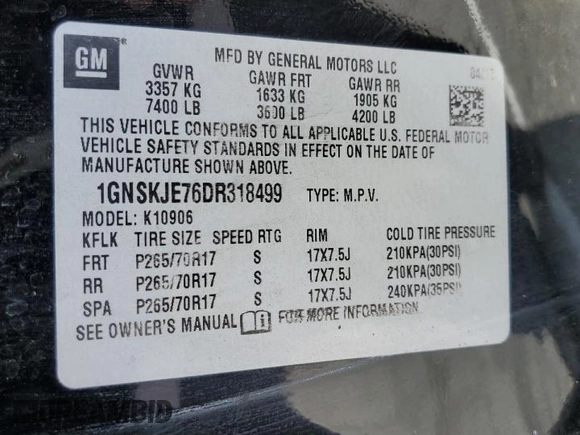 GM
MFD BY GENERAL MOTORS LLC
GVWR GAWR FRT GAWR RR
3357 KG 1633 KG 1905 KG
7400 LB 3600 LB 4200 LB
THIS VEHICLE CONFORMS TO ALL APPLICABLE U.S. FEDERAL MOTOR
VEHICLE SAFETY STANDARDS IN EFFECT ON THE DATE OF
MANUFACTURE SHOWN ABOVE.
1GNSKJE76DR318499 TYPE: M.P.V.
MODEL: K10906
KFLK TIRE SIZE SPEED RTG RIM COLD TIRE PRESSURE
FRT P265/70R17 S 17X7.5J 210KPA(30PSI)
RR P265/70R17 S 17X7.5J 210KPA(30PSI)
SPA P265/70R17 S 17X7.5J 240KPA(35PSI)
SEE OWNER'S MANUAL FOR MORE INFORMATION